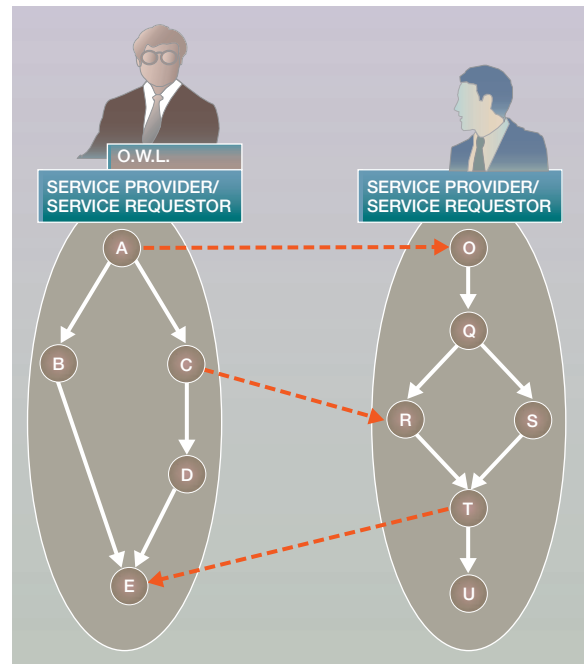 O.W.L.
SERVICE PROVIDER/
SERVICE REQUESTOR
SERVICE PROVIDER/
SERVICE REQUESTOR
A
O
Q
B
C
R
S
D
T
E
U